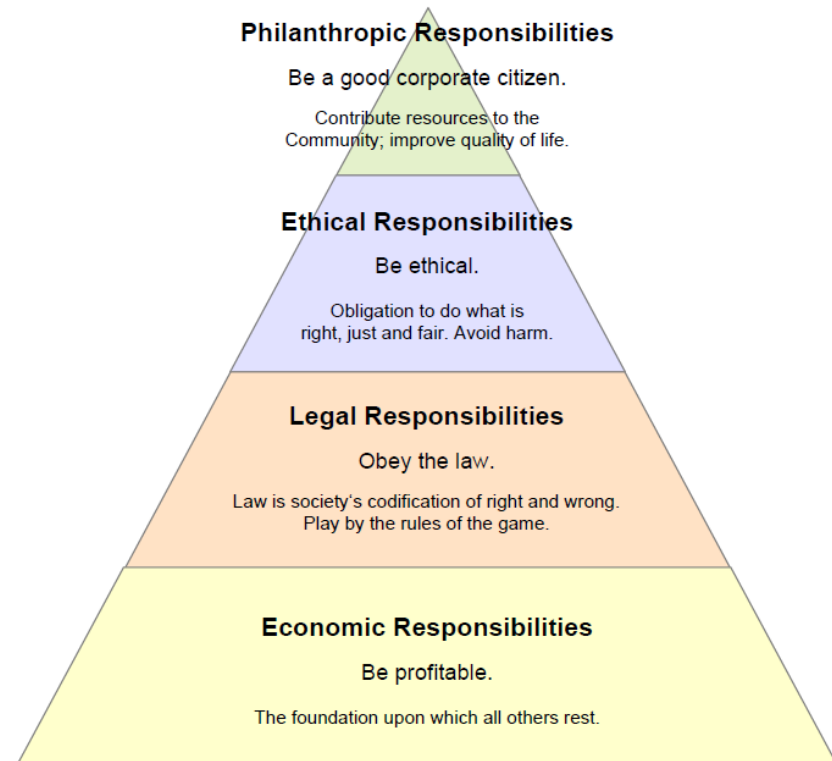 Philanthropic Responsibilities
Be a good corporate citizen.
Contribute resources to the
Community; improve quality of life.
Ethical Responsibilities
Be ethical.
Obligation to do what is
right, just and fair. Avoid harm.
Legal Responsibilities
Obey the law.
Law is society‘s codification of right and wrong.
Play by the rules of the game.
Economic Responsibilities
Be profitable.
The foundation upon which all others rest.